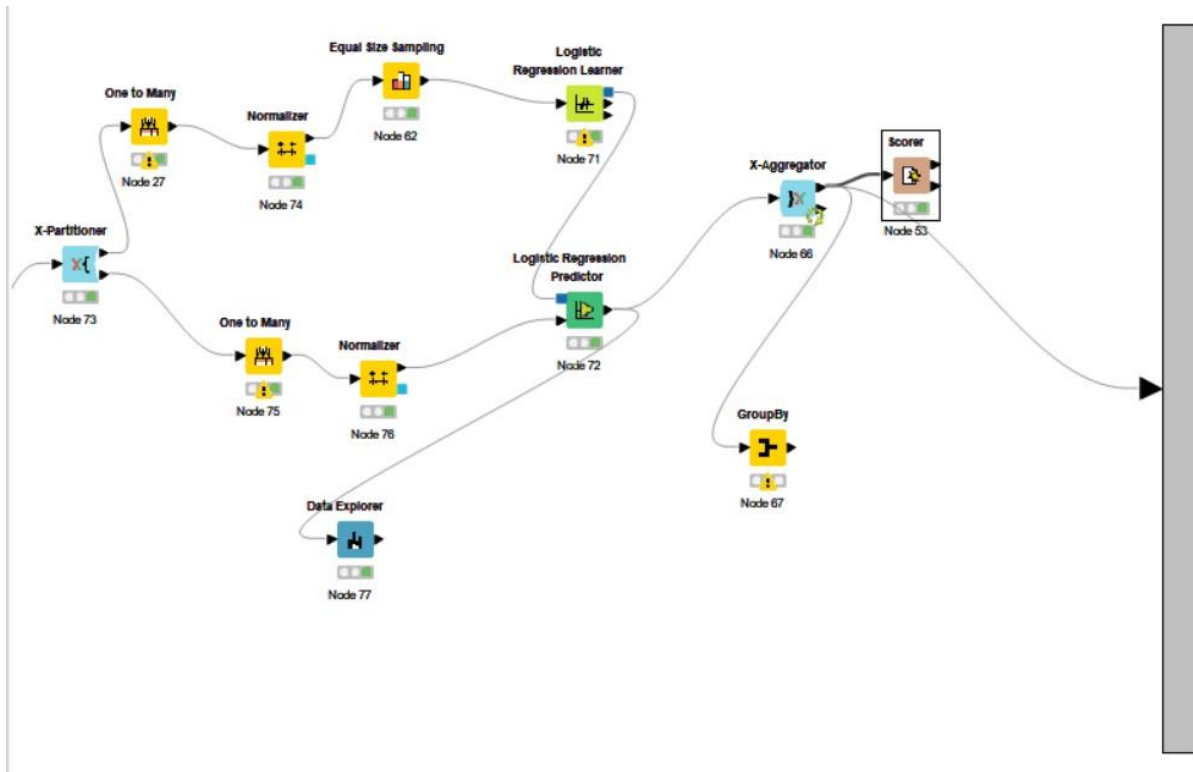 Equal Size Sampling
Node 62
Logistic
Regression Learner
Node 71
One to Many
Node 27
Normalizer
Node 74
X-Partitioner
Node 73
X-Aggregator
Node 66
Scorer
Node 53
Logistic Regression
Predictor
Node 72
One to Many
Node 75
Normalizer
Node 76
GroupBy
Node 67
Data Explorer
Node 77